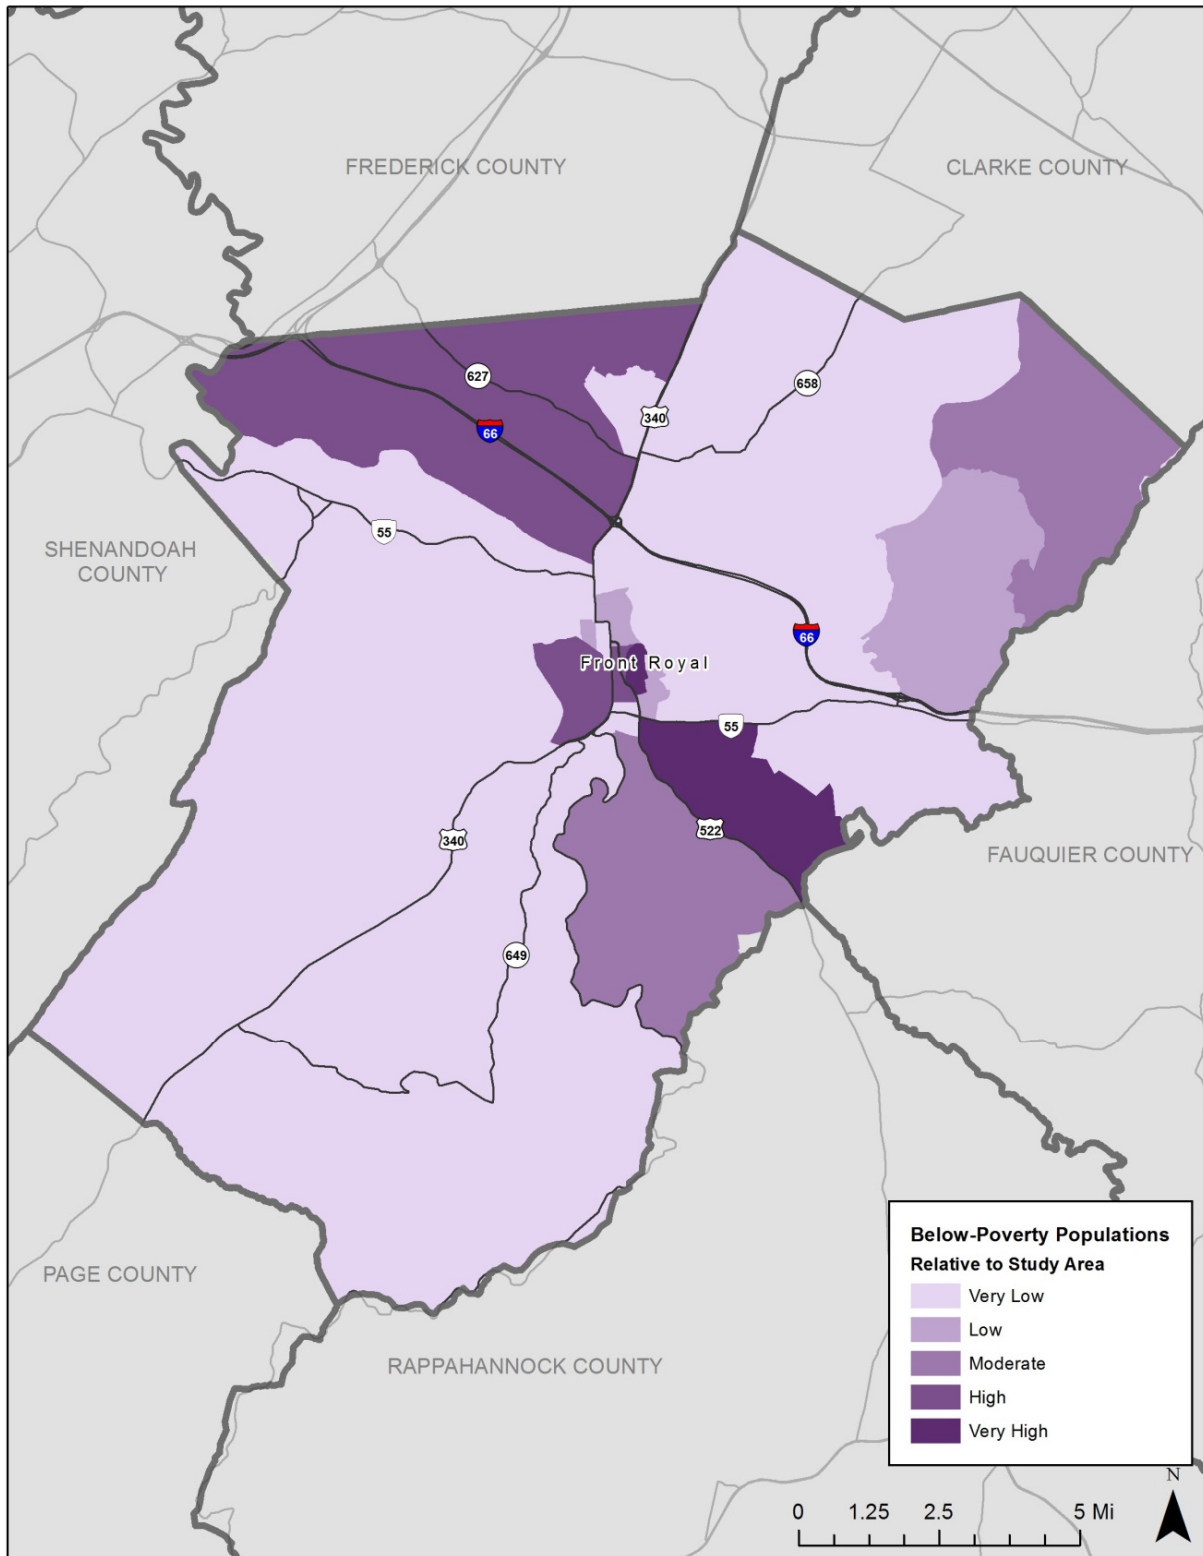 FREDERICK COUNTY
CLARKE COUNTY
627
658
340
66
55
SHENANDOAH
COUNTY
66
Front Royal
55
522
340
FAUQUIER COUNTY
649
PAGE COUNTY
RAPPAHANNOCK COUNTY
Below-Poverty Populations
Relative to Study Area
Very Low
Low
Moderate
High
Very High
N
0 1.25 2.5 5 Mi